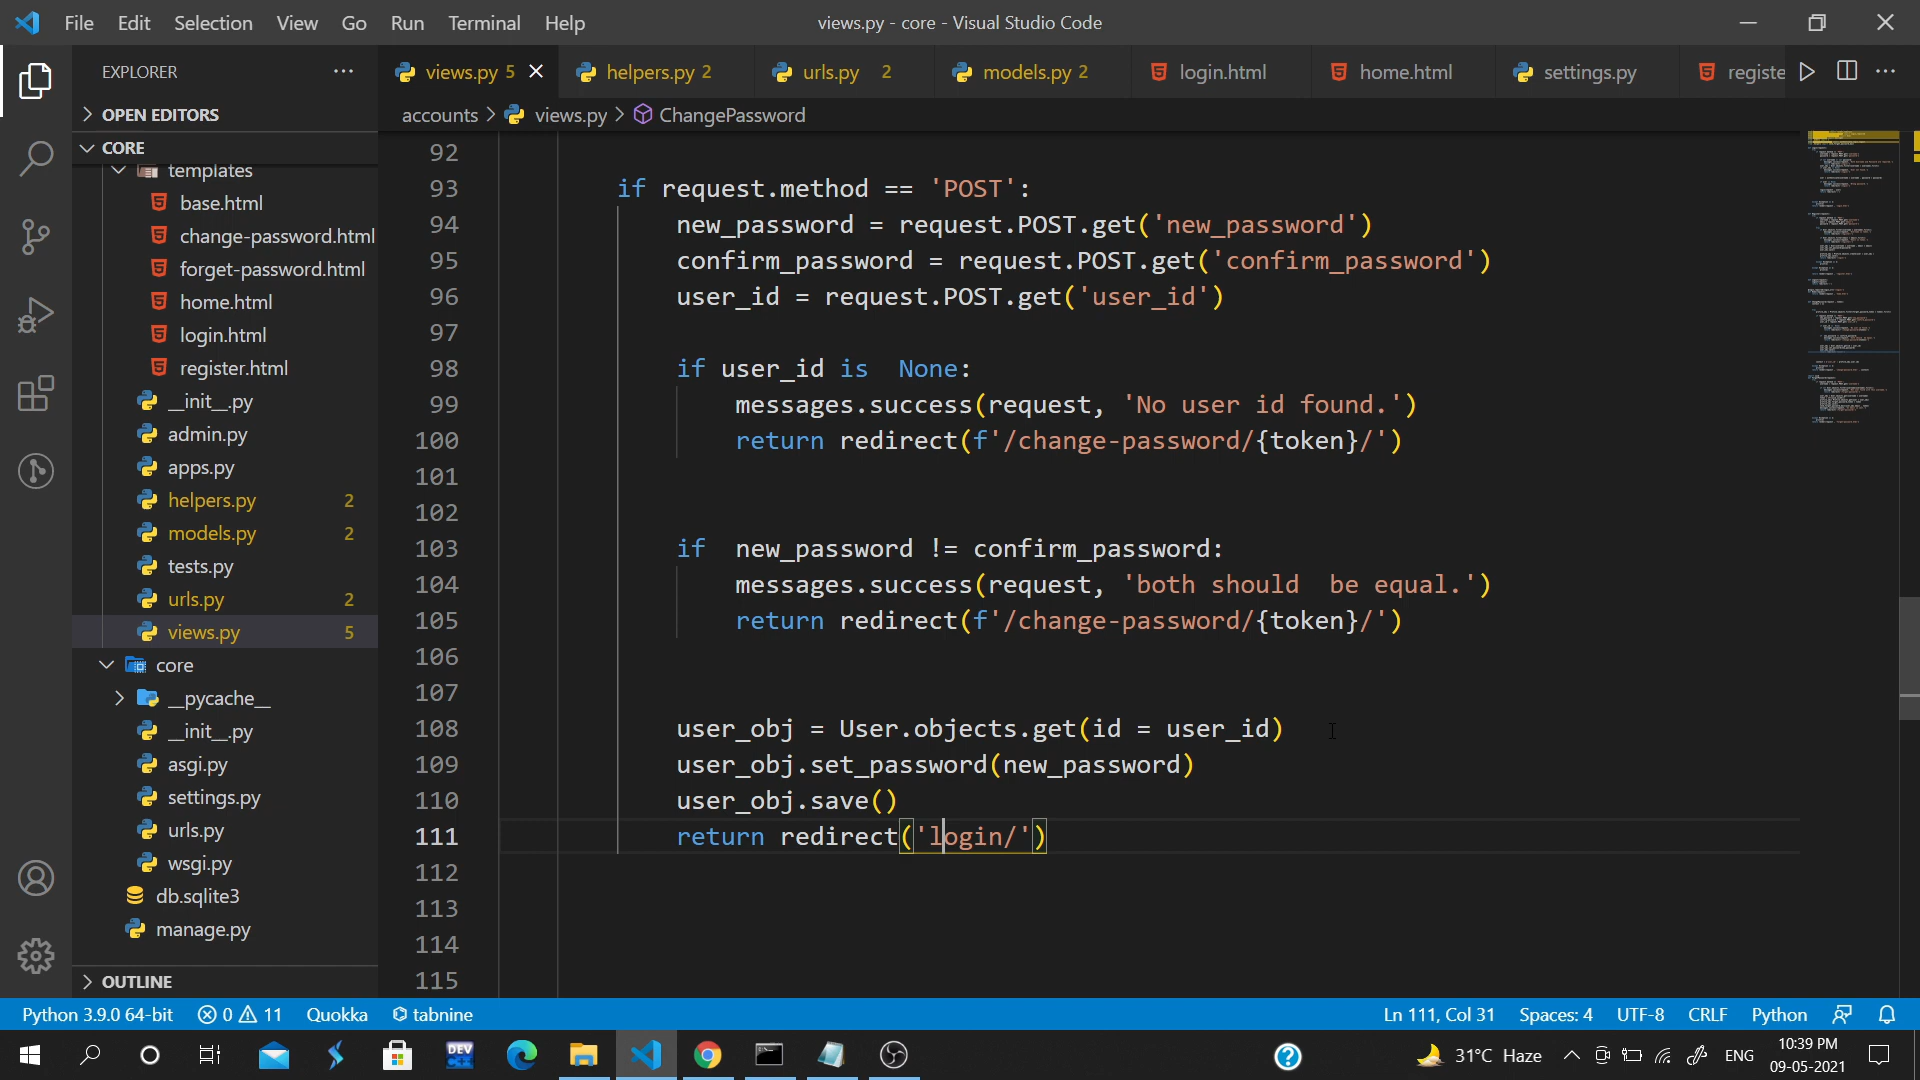 File Edit Selection View Go Run Terminal Help
views.py - core - Visual Studio Code
EXPLORER
views.py 5
helpers.py 2
urls.py 2
models.py 2
login.html
home.html
settings.py
registe
OPEN EDITORS
accounts > views.py > ChangePassword
CORE
templates
base.html
change-password.html
forget-password.html
home.html
login.html
register.html
__init__.py
admin.py
apps.py
helpers.py 2
models.py 2
tests.py
urls.py 2
views.py 5
core
__pycache__
__init__.py
asgi.py
settings.py
urls.py
wsgi.py
db.sqlite3
manage.py
OUTLINE
92
93 if request.method == 'POST':
94 new_password = request.POST.get('new_password')
95 confirm_password = request.POST.get('confirm_password')
96 user_id = request.POST.get('user_id')
97
98 if user_id is  None:
99 messages.success(request, 'No user id found.')
100 return redirect(f'/change-password/{token}/')
101
102
103 if  new_password != confirm_password:
104 messages.success(request, 'both should  be equal.')
105 return redirect(f'/change-password/{token}/')
106
107
108 user_obj = User.objects.get(id = user_id)
109 user_obj.set_password(new_password)
110 user_obj.save()
111 return redirect('login/')
112
113
114
115
Python 3.9.0 64-bit 0 11 Quokka tabnine
Ln 111, Col 31 Spaces: 4 UTF-8 CRLF Python
DEV
31°C Haze
ENG
10:39 PM
09-05-2021